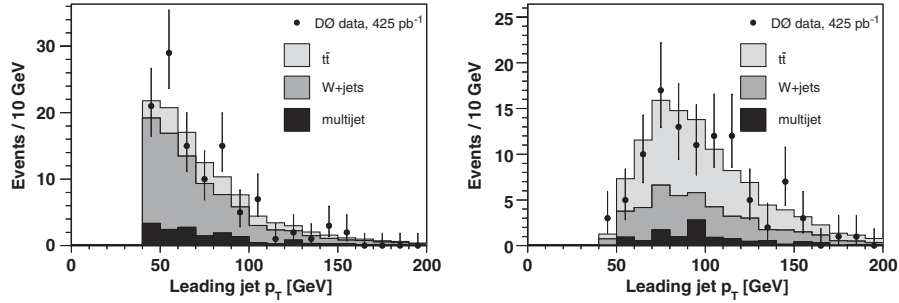 Events / 10 GeV
30
20
10
0
0
50
100
150
200
Leading jet p_T [GeV]
DØ data, 425 pb⁻¹
tt̄
W+jets
multijet
Events / 10 GeV
25
20
15
10
5
0
0
50
100
150
200
Leading jet p_T [GeV]
DØ data, 425 pb⁻¹
tt̄
W+jets
multijet